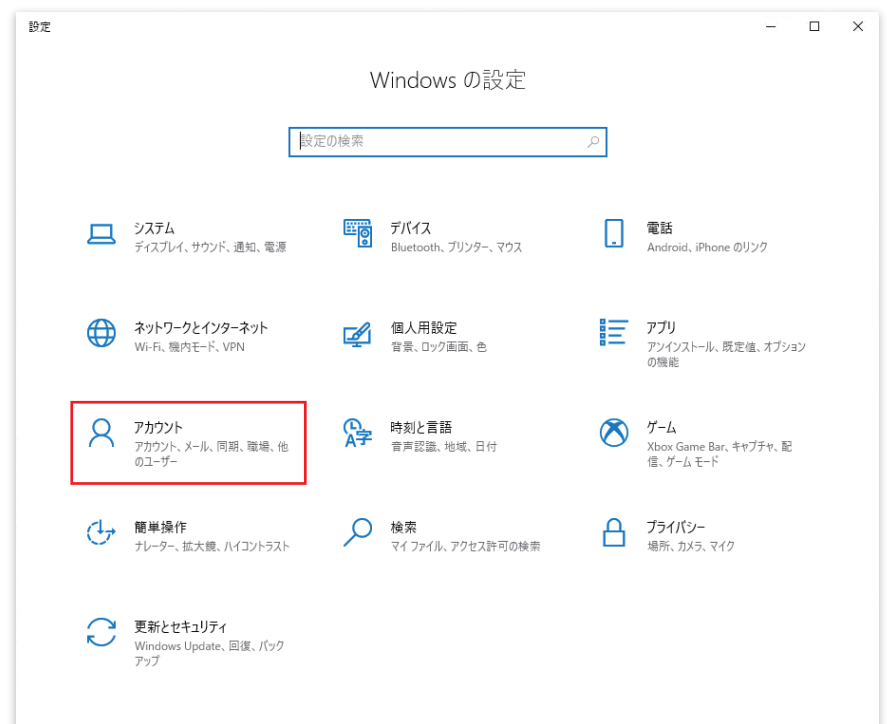 設定
Windows の設定
設定の検索
システム
ディスプレイ、サウンド、通知、電源
デバイス
Bluetooth、プリンター、マウス
電話
Android、iPhone のリンク
ネットワークとインターネット
Wi-Fi、機内モード、VPN
個人用設定
背景、ロック画面、色
アプリ
アンインストール、既定値、オプション
の機能
アカウント
アカウント、メール、同期、職場、他
のユーザー
時刻と言語
音声認識、地域、日付
ゲーム
Xbox Game Bar、キャプチャ、配
信、ゲーム モード
簡単操作
ナレーター、拡大鏡、ハイコントラスト
検索
マイ ファイル、アクセス許可の検索
プライバシー
場所、カメラ、マイク
更新とセキュリティ
Windows Update、回復、バック
アップ